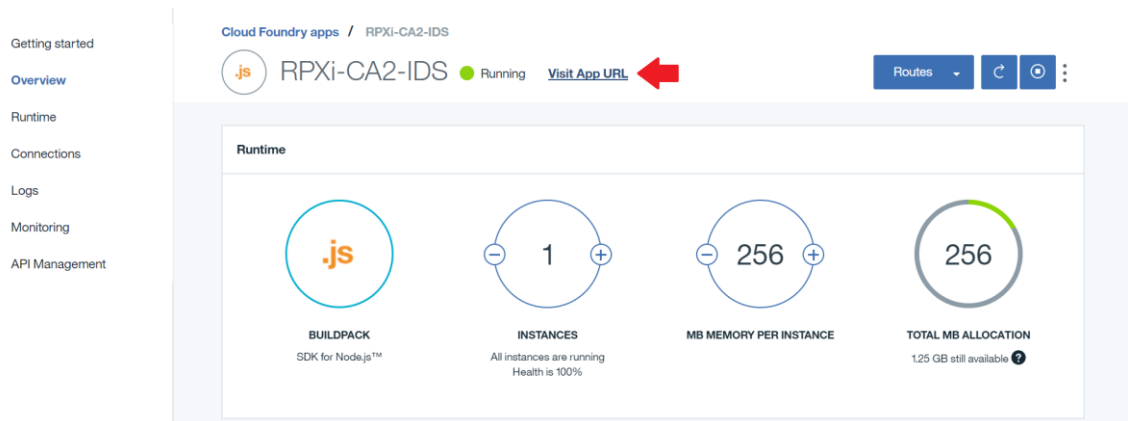 Getting started
Overview
Runtime
Connections
Logs
Monitoring
API Management
Cloud Foundry apps / RPXi-CA2-IDS
.js RPXi-CA2-IDS Running Visit App URL
Routes
Runtime
.js
1
256
256
BUILDPACK
SDK for Node.js™
INSTANCES
All instances are running
Health is 100%
MB MEMORY PER INSTANCE
TOTAL MB ALLOCATION
1.25 GB still available ?